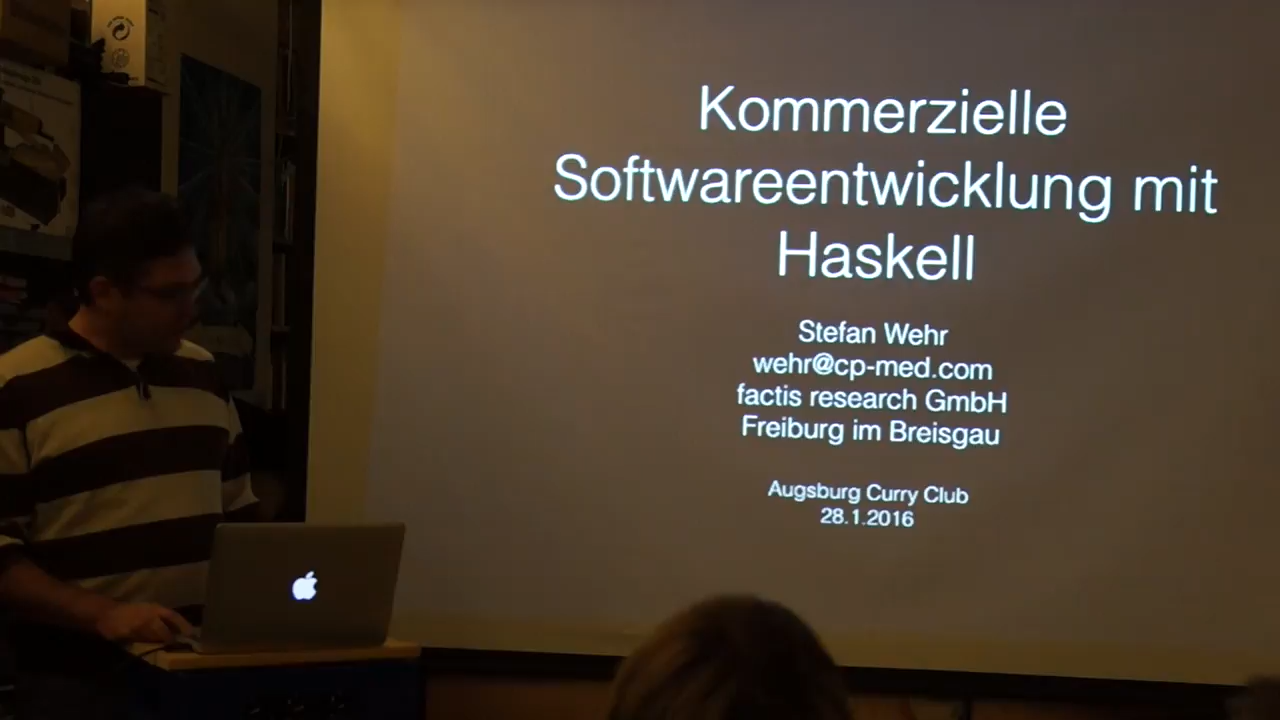 Kommerzielle
Softwareentwicklung mit
Haskell
Stefan Wehr
wehr@cp-med.com
factis research GmbH
Freiburg im Breisgau
Augsburg Curry Club
28.1.2016